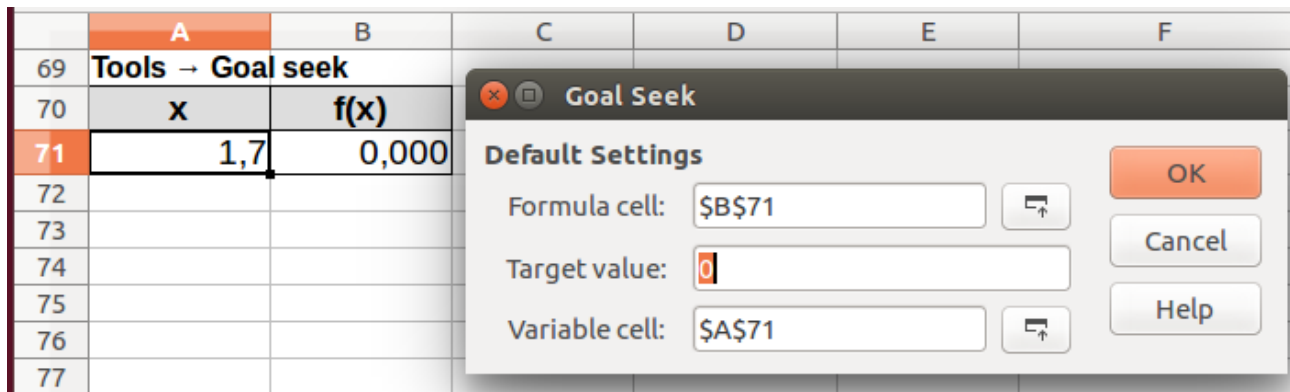 A B C D E F
69 Tools → Goal seek
70 x f(x)
71 1,7 0,000
72
73
74
75
76
77
Goal Seek
Default Settings
Formula cell: $B$71
Target value: 0
Variable cell: $A$71
OK
Cancel
Help